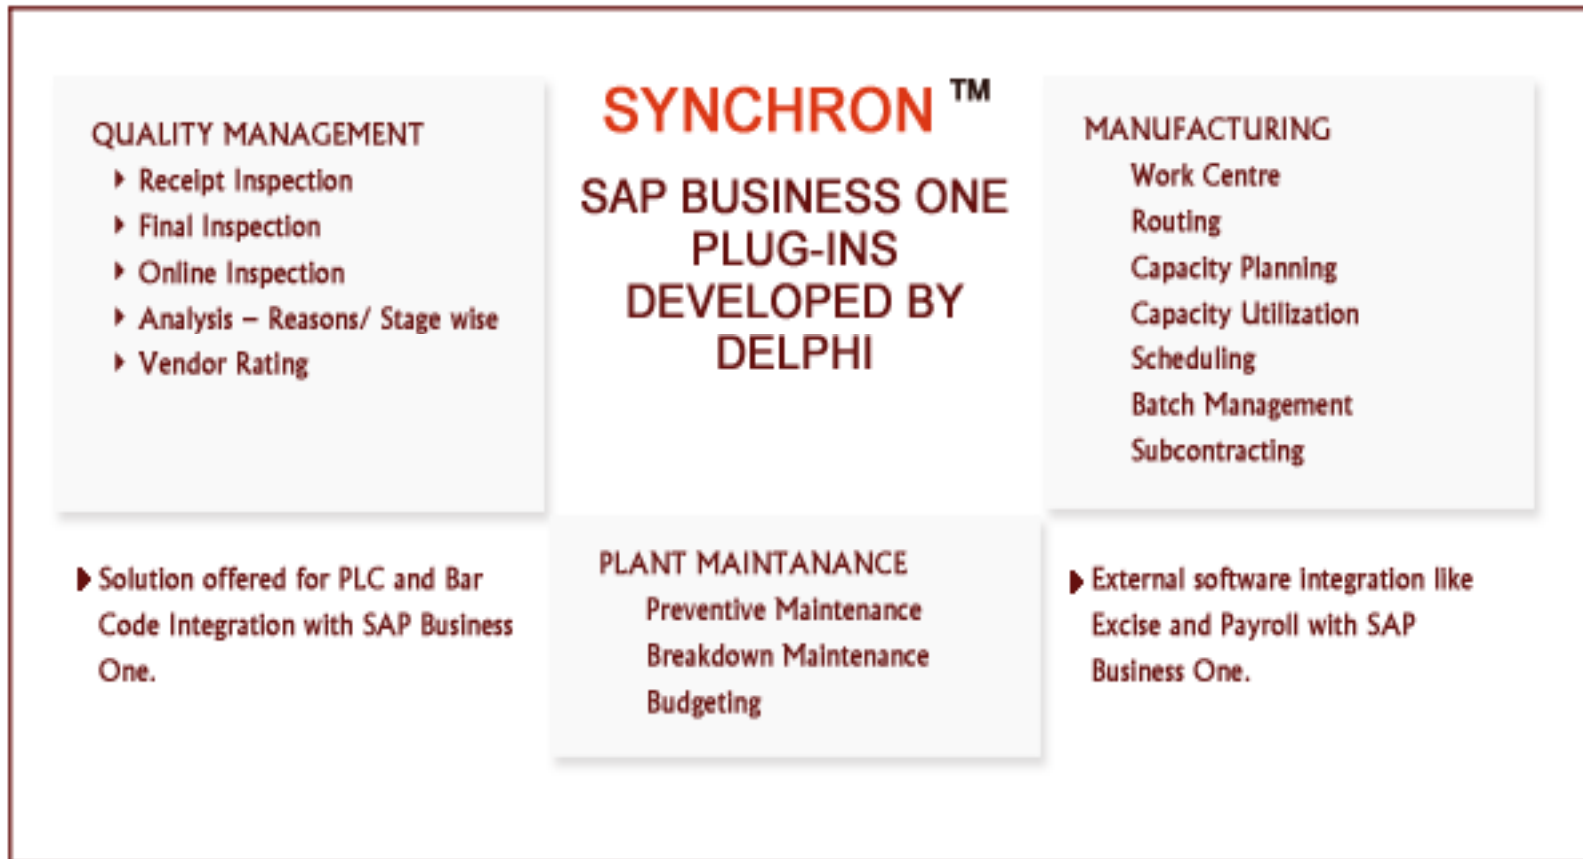 QUALITY MANAGEMENT
Receipt Inspection
Final Inspection
Online Inspection
Analysis – Reasons/ Stage wise
Vendor Rating
SYNCHRON ™
SAP BUSINESS ONE
PLUG-INS
DEVELOPED BY
DELPHI
MANUFACTURING
Work Centre
Routing
Capacity Planning
Capacity Utilization
Scheduling
Batch Management
Subcontracting
Solution offered for PLC and Bar
Code Integration with SAP Business
One.
PLANT MAINTANANCE
Preventive Maintenance
Breakdown Maintenance
Budgeting
External software integration like
Excise and Payroll with SAP
Business One.